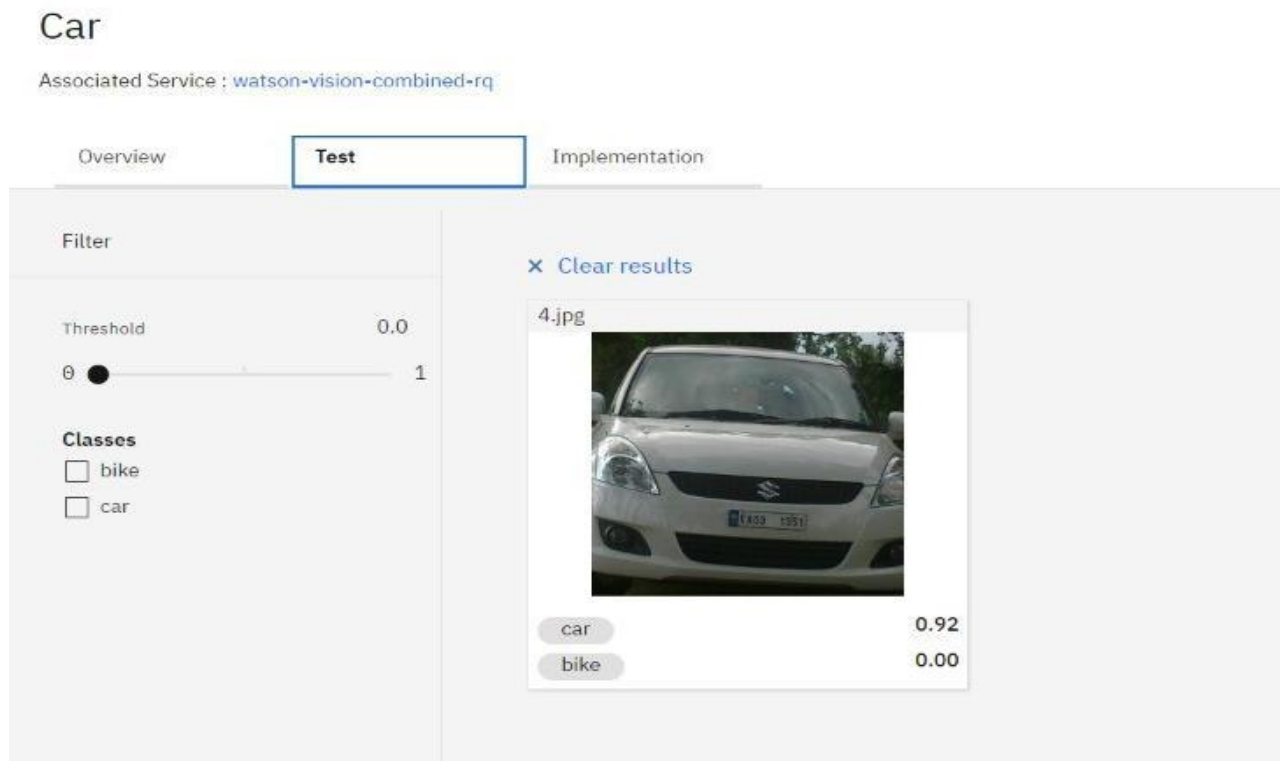 Car
Associated Service : watson-vision-combined-rq
Overview Test Implementation
Filter
Threshold 0.0
0 1
Classes
bike
car
× Clear results
4.jpg
car 0.92
bike 0.00